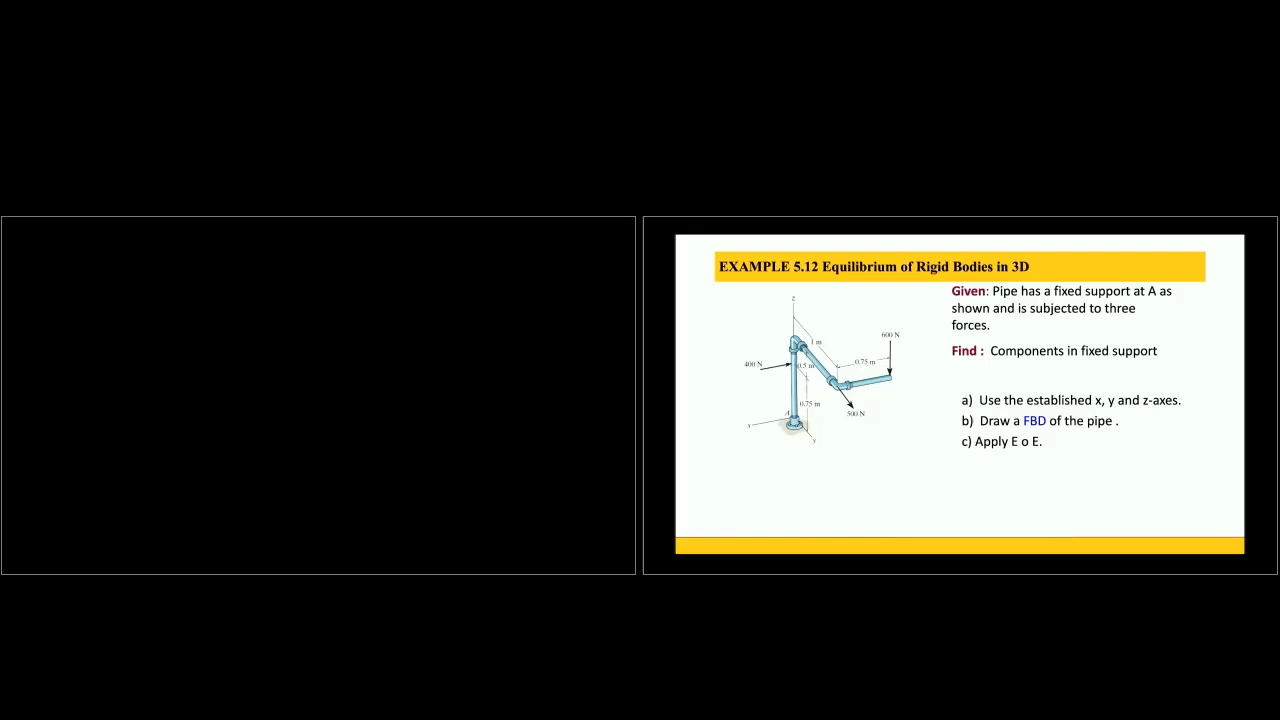 EXAMPLE 5.12 Equilibrium of Rigid Bodies in 3D
Given: Pipe has a fixed support at A as
shown and is subjected to three
forces.
Find : Components in fixed support
a) Use the established x, y and z-axes.
b) Draw a FBD of the pipe .
c) Apply E o E.
z
600 N
1 m
0.75 m
400 N
0.5 m
0.75 m
500 N
A
x
y